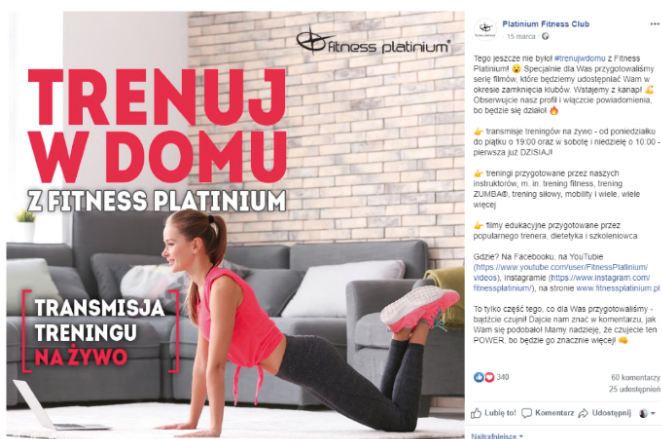 fitness platinium®
TRENUJ
W DOMU
Z FITNESS PLATINIUM
TRANSMISJA
TRENINGU
NA ŻYWO
Platinium Fitness Club
15 marca
Tego jeszcze nie było! #trenujwdomu z Fitness
Platinium! 😮 Specjalnie dla Was przygotowaliśmy
serię filmów, które będziemy udostępniać Wam w
okresie zamknięcia klubów. Wstajemy z kanap! 💪
Obserwujcie nasz profil i włączcie powiadomienia,
bo będzie się działo! 🔥
👉 transmisje treningów na żywo - od poniedziałku
do piątku o 19:00 oraz w sobotę i niedzielę o 10:00 -
pierwsza już DZISIAJ!
👉 treningi przygotowane przez naszych
instruktorów, m. in. trening fitness, trening
ZUMBA®, trening siłowy, mobility i wiele, wiele
więcej
👉 filmy edukacyjne przygotowane przez
popularnego trenera, dietetyka i szkoleniowca
Gdzie? Na Facebooku, na YouTubie
(https://www.youtube.com/user/FitnessPlatinium/
videos), Instagramie (https://www.instagram.com/
fitnessplatinium/), na stronie www.fitnessplatinium.pl
To tylko część tego, co dla Was przygotowaliśmy -
bądźcie czujni! Dajcie nam znać w komentarzu, jak
Wam się podobało! Mamy nadzieję, że czujecie ten
POWER, bo będzie go znacznie więcej! 👊
340
60 komentarzy
25 udostępnień
Lubię to! Komentarz Udostępnij
Najtrafniejsze